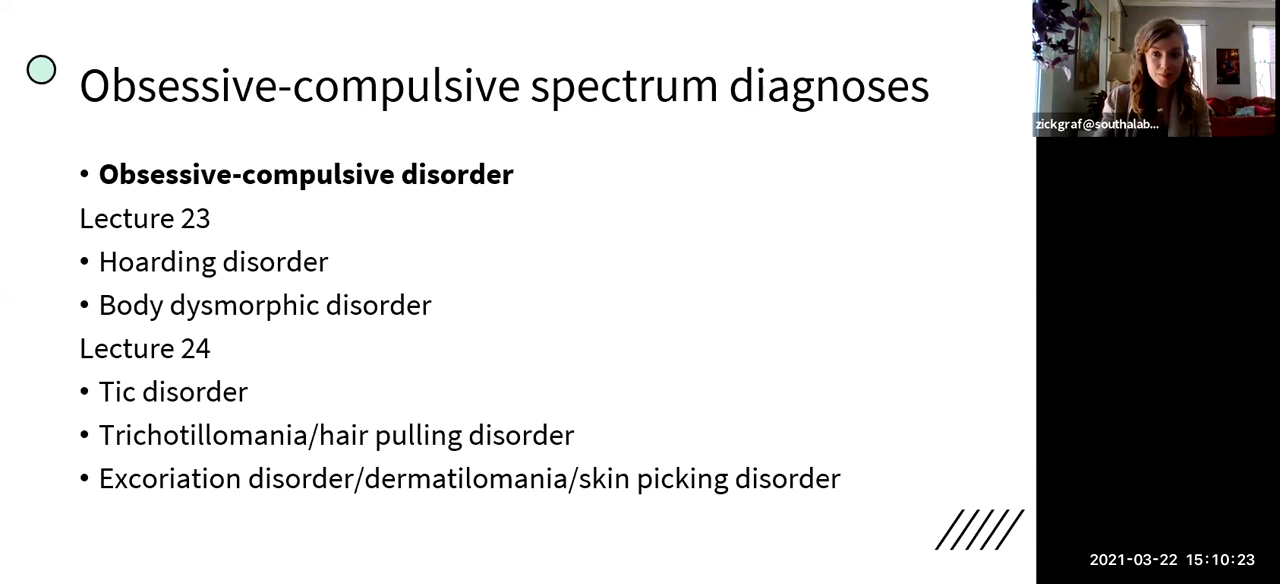 Obsessive-compulsive spectrum diagnoses
• Obsessive-compulsive disorder
Lecture 23
• Hoarding disorder
• Body dysmorphic disorder
Lecture 24
• Tic disorder
• Trichotillomania/hair pulling disorder
• Excoriation disorder/dermatilomania/skin picking disorder
zickgraf@southalab...
2021-03-22 15:10:23